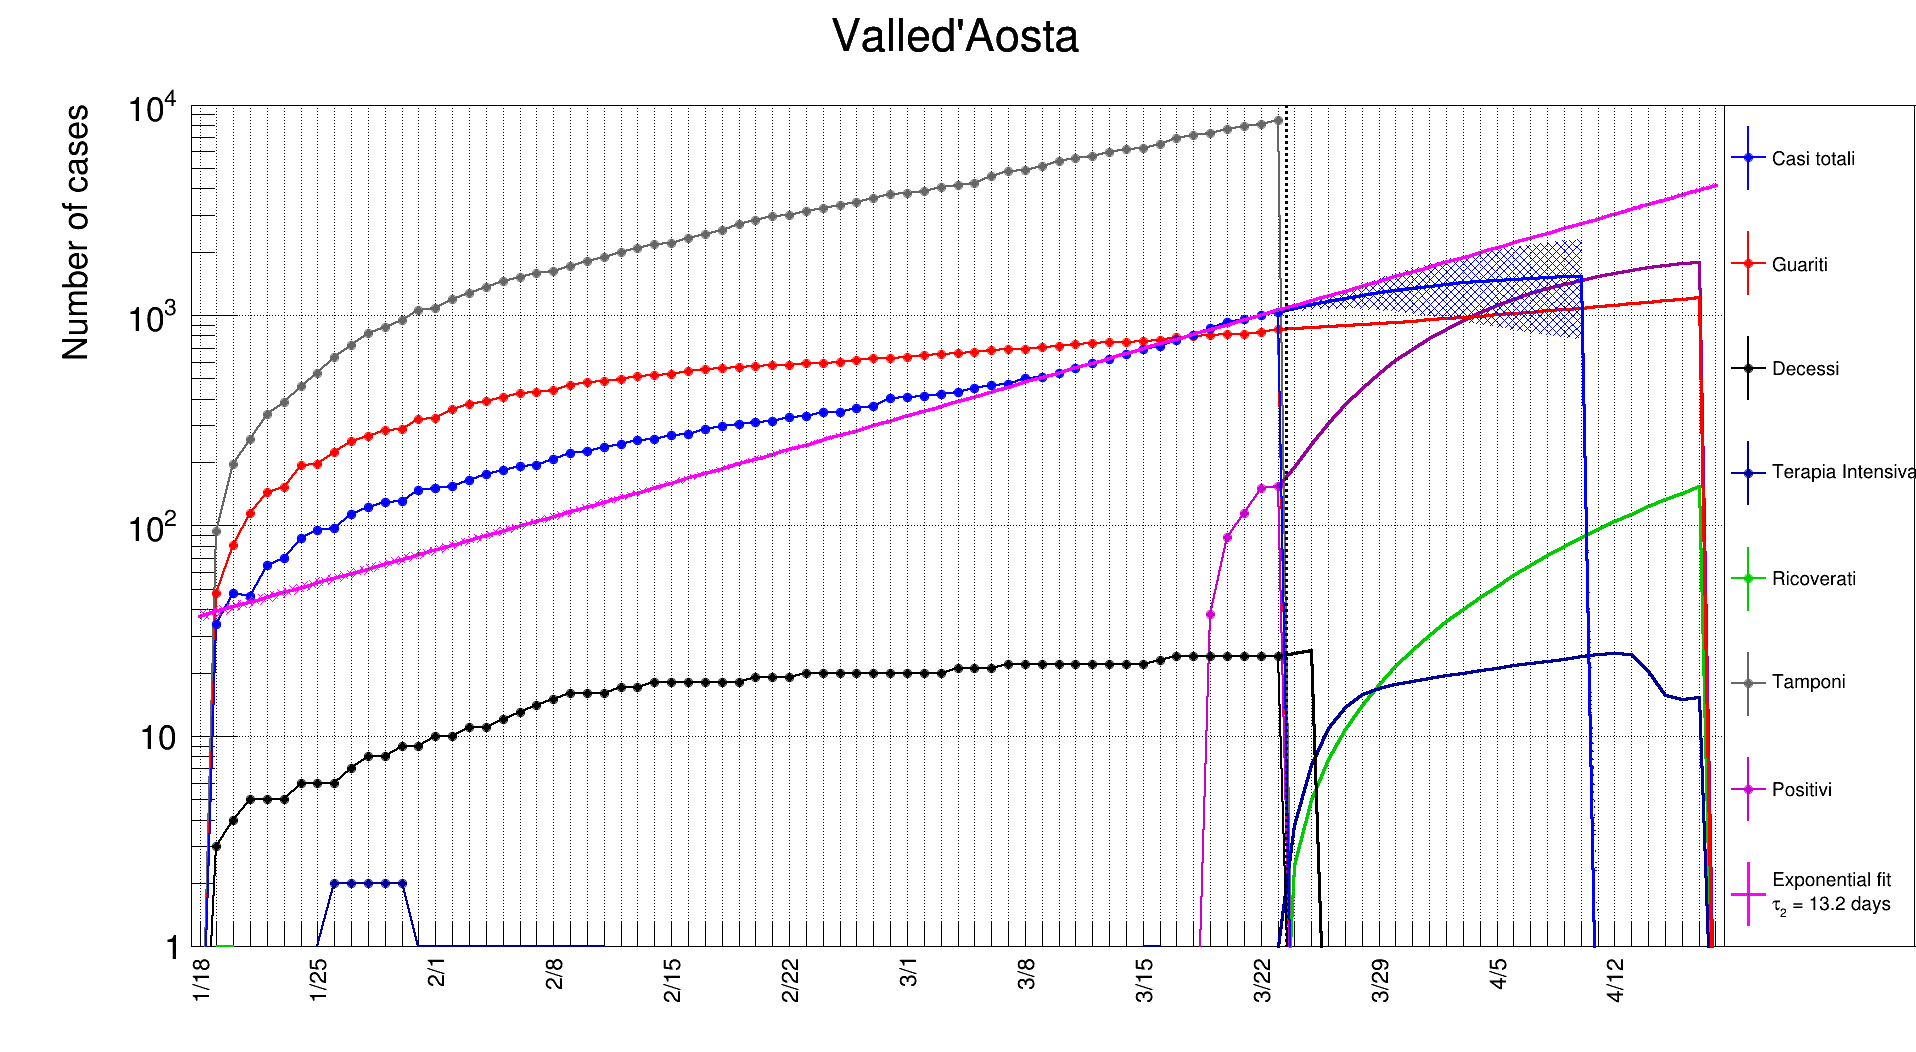 Valled'Aosta
Number of cases
10^4
10^3
10^2
10
1
1/18
1/25
2/1
2/8
2/15
2/22
3/1
3/8
3/15
3/22
3/29
4/5
4/12
Casi totali
Guariti
Decessi
Terapia Intensiva
Ricoverati
Tamponi
Positivi
Exponential fit
τ_2 = 13.2 days